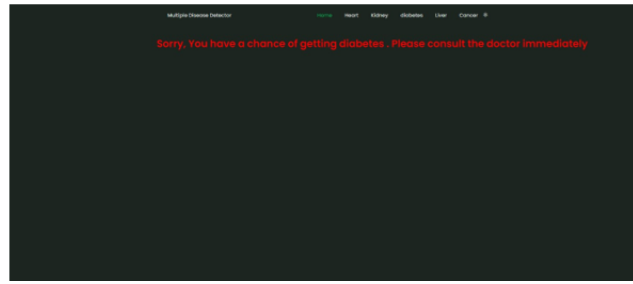 Multiple Disease Detector Home Heart Kidney diabetes Liver Cancer
Sorry, You have a chance of getting diabetes . Please consult the doctor immediately